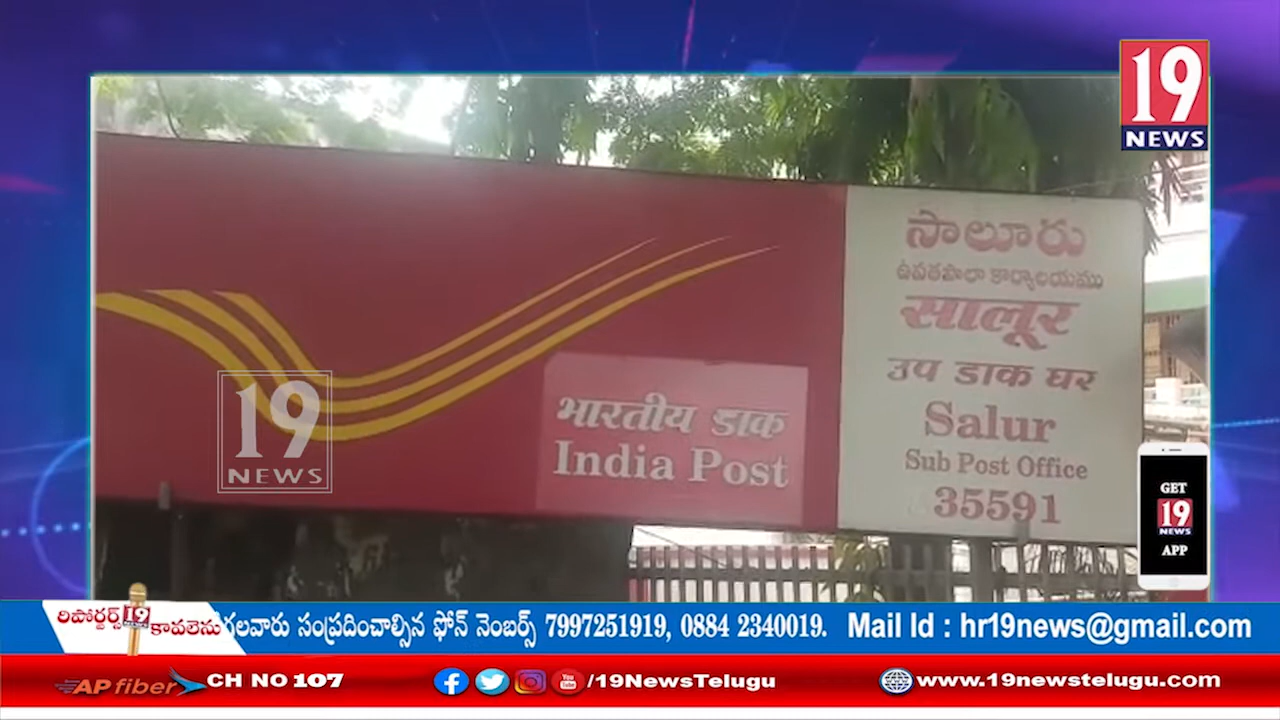 19
NEWS
సాలూరు
ఉపతపాలా కార్యాలయము
सालूर
उप डाक घर
Salur
Sub Post Office
35591
भारतीय डाक
India Post
19
NEWS
GET
19
NEWS
APP
రిపోర్టర్స్ 19 కావలెను గలవారు సంప్రదించాల్సిన ఫోన్ నెంబర్స్ 7997251919, 0884 2340019. Mail Id : hr19news@gmail.com
AP fiber CH NO 107 /19NewsTelugu www.19newstelugu.com